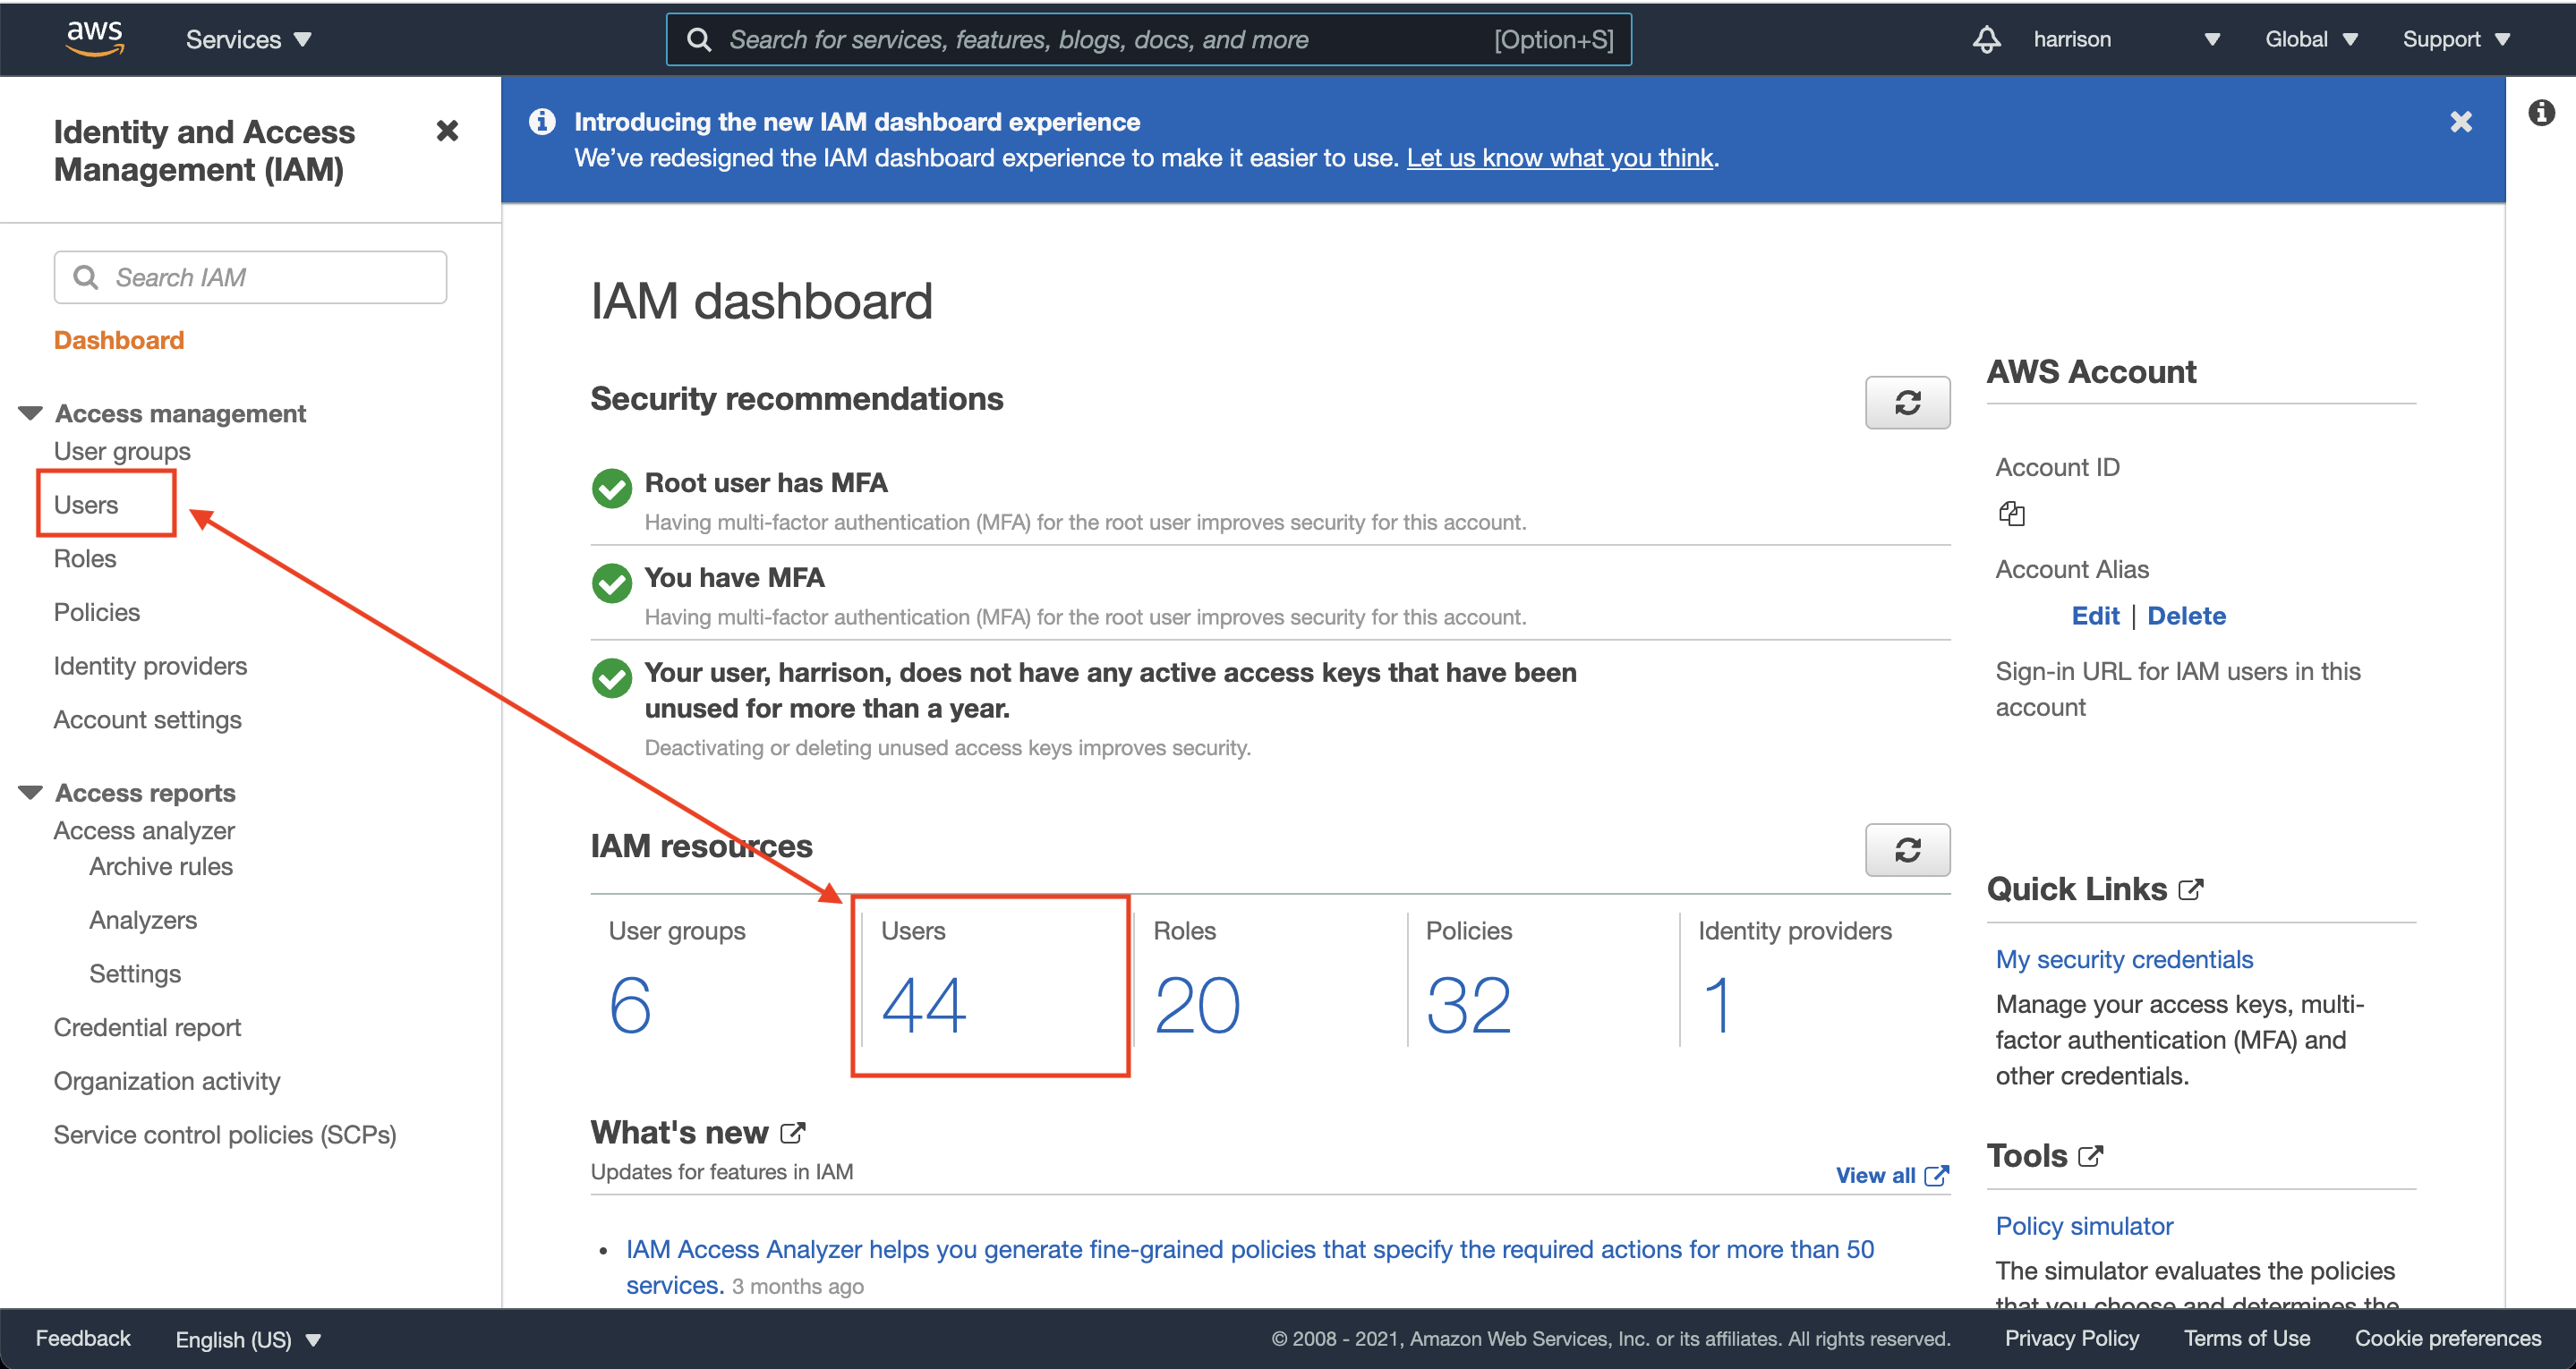 aws
Services
Search for services, features, blogs, docs, and more
[Option+S]
harrison
Global
Support
Identity and Access
Management (IAM)
Search IAM
Dashboard
Access management
User groups
Users
Roles
Policies
Identity providers
Account settings
Access reports
Access analyzer
Archive rules
Analyzers
Settings
Credential report
Organization activity
Service control policies (SCPs)
Introducing the new IAM dashboard experience
We’ve redesigned the IAM dashboard experience to make it easier to use. Let us know what you think.
IAM dashboard
Security recommendations
Root user has MFA
Having multi-factor authentication (MFA) for the root user improves security for this account.
You have MFA
Having multi-factor authentication (MFA) for the root user improves security for this account.
Your user, harrison, does not have any active access keys that have been
unused for more than a year.
Deactivating or deleting unused access keys improves security.
IAM resources
User groups
6
Users
44
Roles
20
Policies
32
Identity providers
1
What's new
Updates for features in IAM
View all
• IAM Access Analyzer helps you generate fine-grained policies that specify the required actions for more than 50
services. 3 months ago
AWS Account
Account ID
Account Alias
Edit | Delete
Sign-in URL for IAM users in this
account
Quick Links
My security credentials
Manage your access keys, multi-
factor authentication (MFA) and
other credentials.
Tools
Policy simulator
The simulator evaluates the policies
that you choose and determines the
Feedback
English (US)
© 2008 - 2021, Amazon Web Services, Inc. or its affiliates. All rights reserved.
Privacy Policy
Terms of Use
Cookie preferences